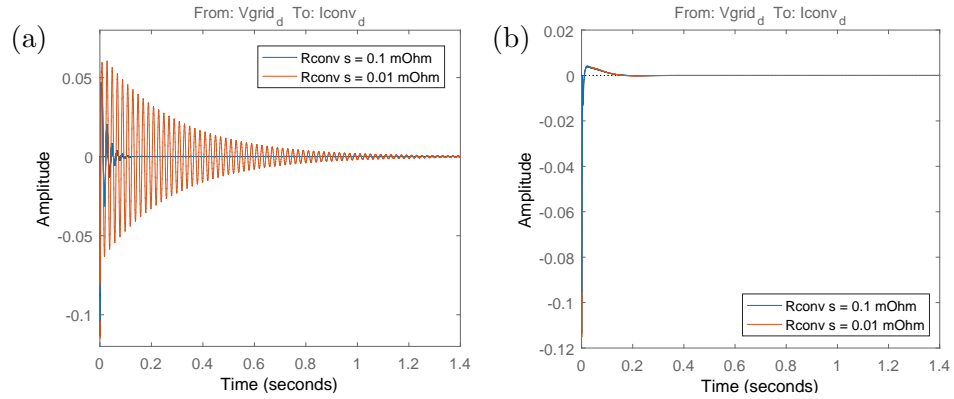 (a)
From: Vgrid_d To: Iconv_d
Rconv s = 0.1 mOhm
Rconv s = 0.01 mOhm
Amplitude
0.05
0
-0.05
-0.1
0
0.2
0.4
0.6
0.8
1
1.2
1.4
Time (seconds)
(b)
From: Vgrid_d To: Iconv_d
Amplitude
0.02
0
-0.02
-0.04
-0.06
-0.08
-0.1
-0.12
Rconv s = 0.1 mOhm
Rconv s = 0.01 mOhm
0
0.2
0.4
0.6
0.8
1
1.2
1.4
Time (seconds)